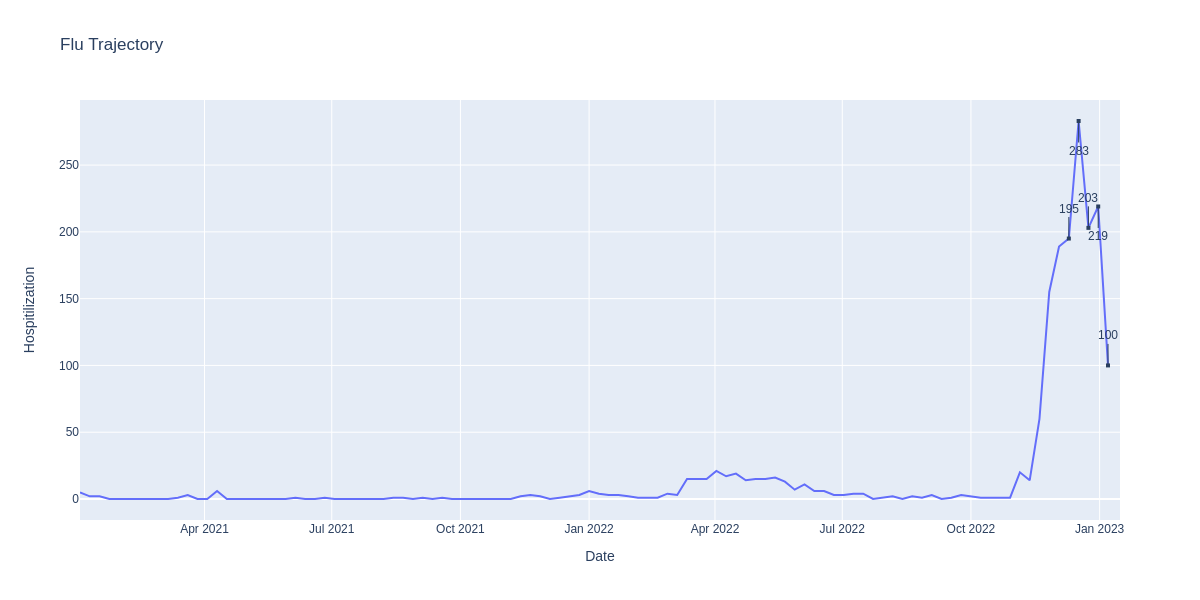 Flu Trajectory
Hospitilization
250
200
150
100
50
0
283
203
195
219
100
Apr 2021
Jul 2021
Oct 2021
Jan 2022
Apr 2022
Jul 2022
Oct 2022
Jan 2023
Date